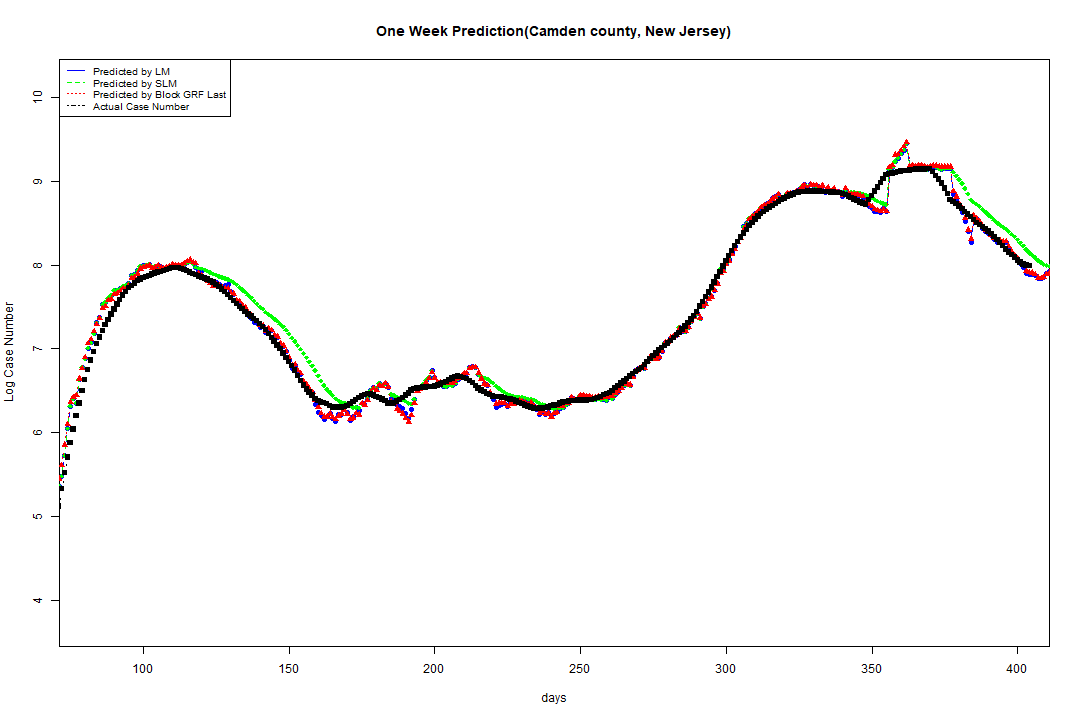 One Week Prediction(Camden county, New Jersey)
Predicted by LM
Predicted by SLM
Predicted by Block GRF Last
Actual Case Number
10
9
8
7
6
5
4
Log Case Number
100 150 200 250 300 350 400
days